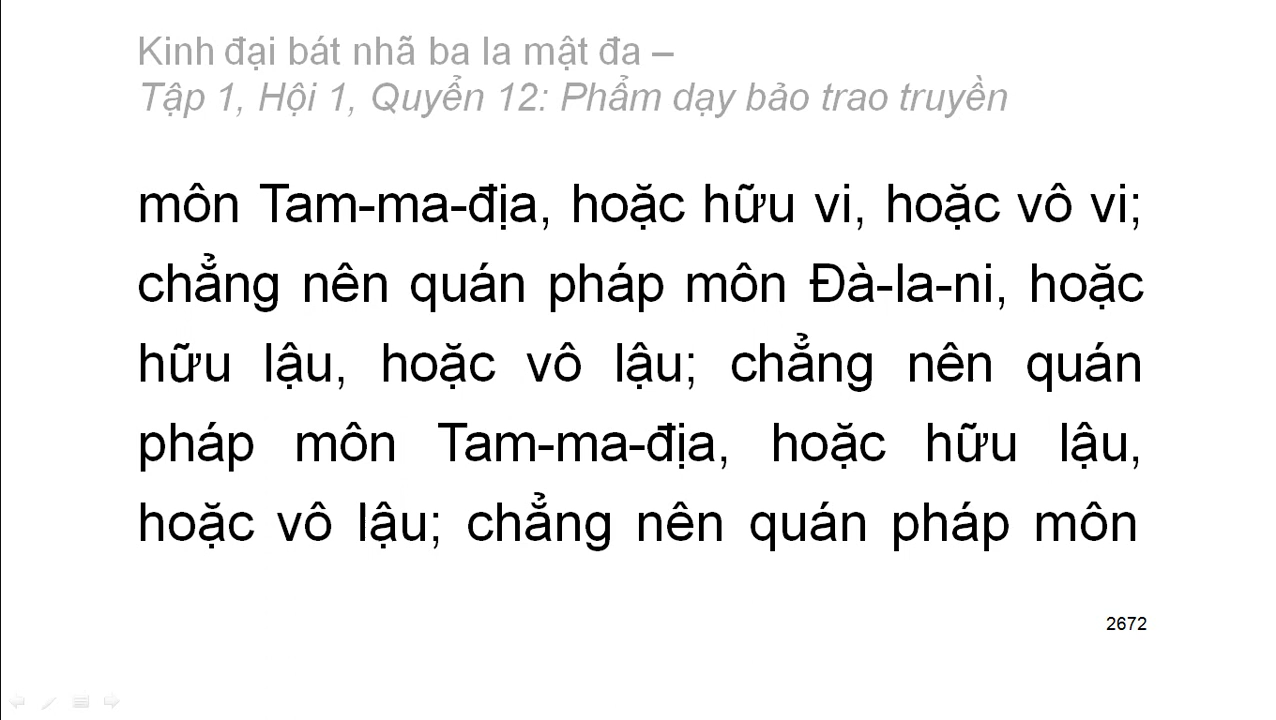 Kinh đại bát nhã ba la mật đa –
Tập 1, Hội 1, Quyển 12: Phẩm dạy bảo trao truyền
môn Tam-ma-địa, hoặc hữu vi, hoặc vô vi;
chẳng nên quán pháp môn Đà-la-ni, hoặc
hữu lậu, hoặc vô lậu; chẳng nên quán
pháp môn Tam-ma-địa, hoặc hữu lậu,
hoặc vô lậu; chẳng nên quán pháp môn
2672